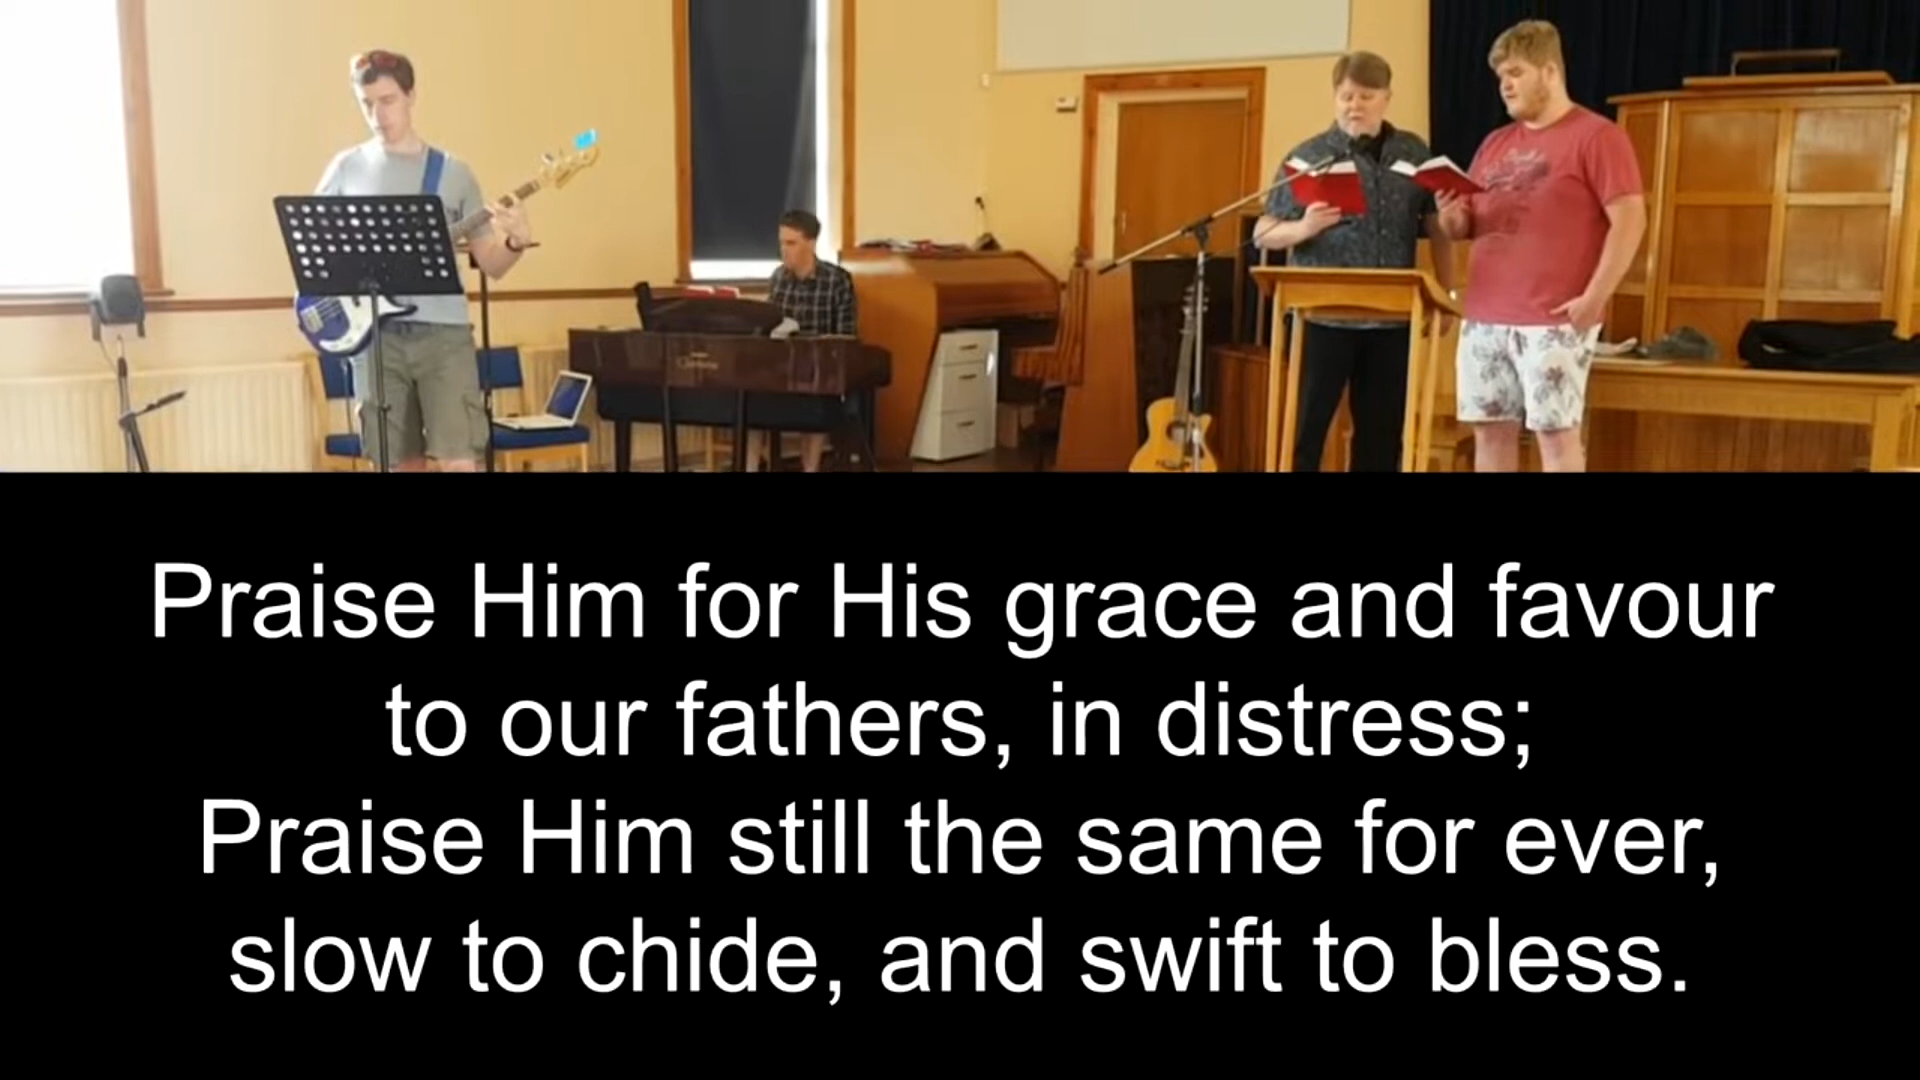 Praise Him for His grace and favour
to our fathers, in distress;
Praise Him still the same for ever,
slow to chide, and swift to bless.